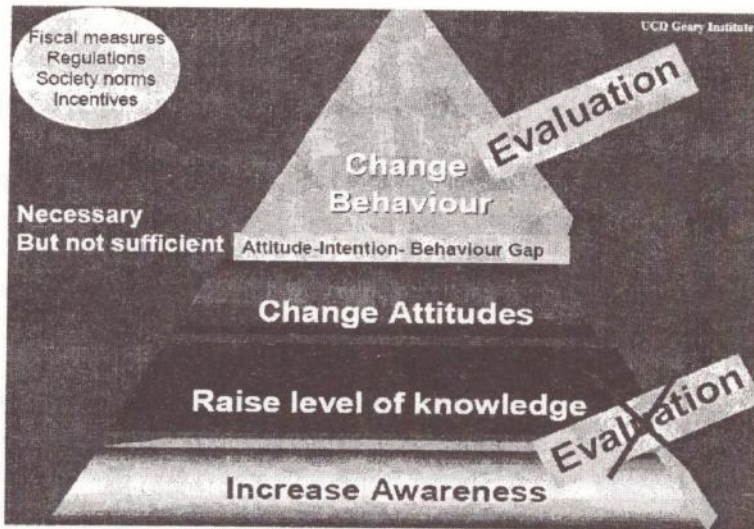 Fiscal measures
Regulations
Society norms
Incentives
UCD Geary Institute
Evaluation
Change
Behaviour
Necessary
But not sufficient
Attitude-Intention- Behaviour Gap
Change Attitudes
Raise level of knowledge
Evaluation
Increase Awareness